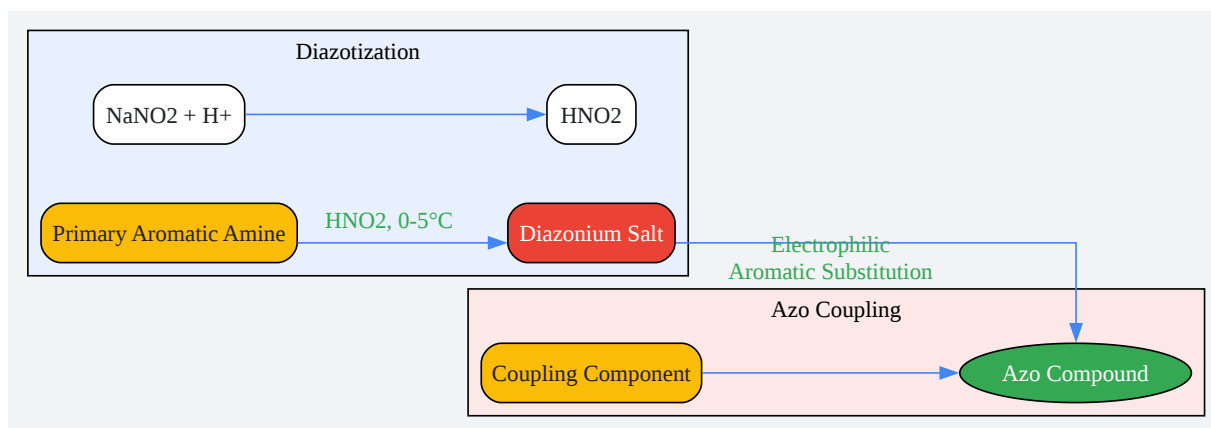 Diazotization
NaNO2 + H+
HNO2
Primary Aromatic Amine
HNO2, 0-5°C
Diazonium Salt
Electrophilic
Aromatic Substitution
Azo Coupling
Coupling Component
Azo Compound